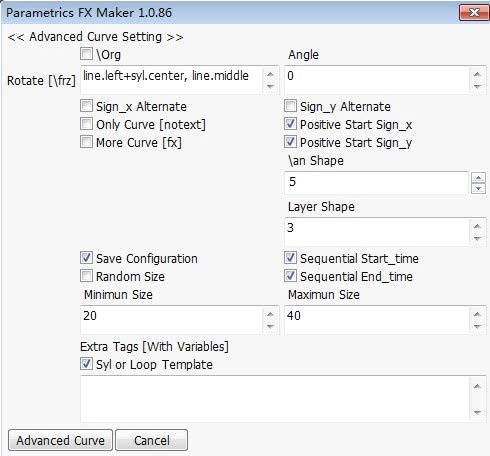 Parametrics FX Maker 1.0.86
<< Advanced Curve Setting >>
\Org Angle
Rotate [\frz] line.left+syl.center, line.middle 0
Sign_x Alternate Sign_y Alternate
Only Curve [notext] Positive Start Sign_x
More Curve [fx] Positive Start Sign_y
\an Shape
5
Layer Shape
3
Save Configuration Sequential Start_time
Random Size Sequential End_time
Minimun Size Maximun Size
20 40
Extra Tags [With Variables]
Syl or Loop Template
Advanced Curve Cancel